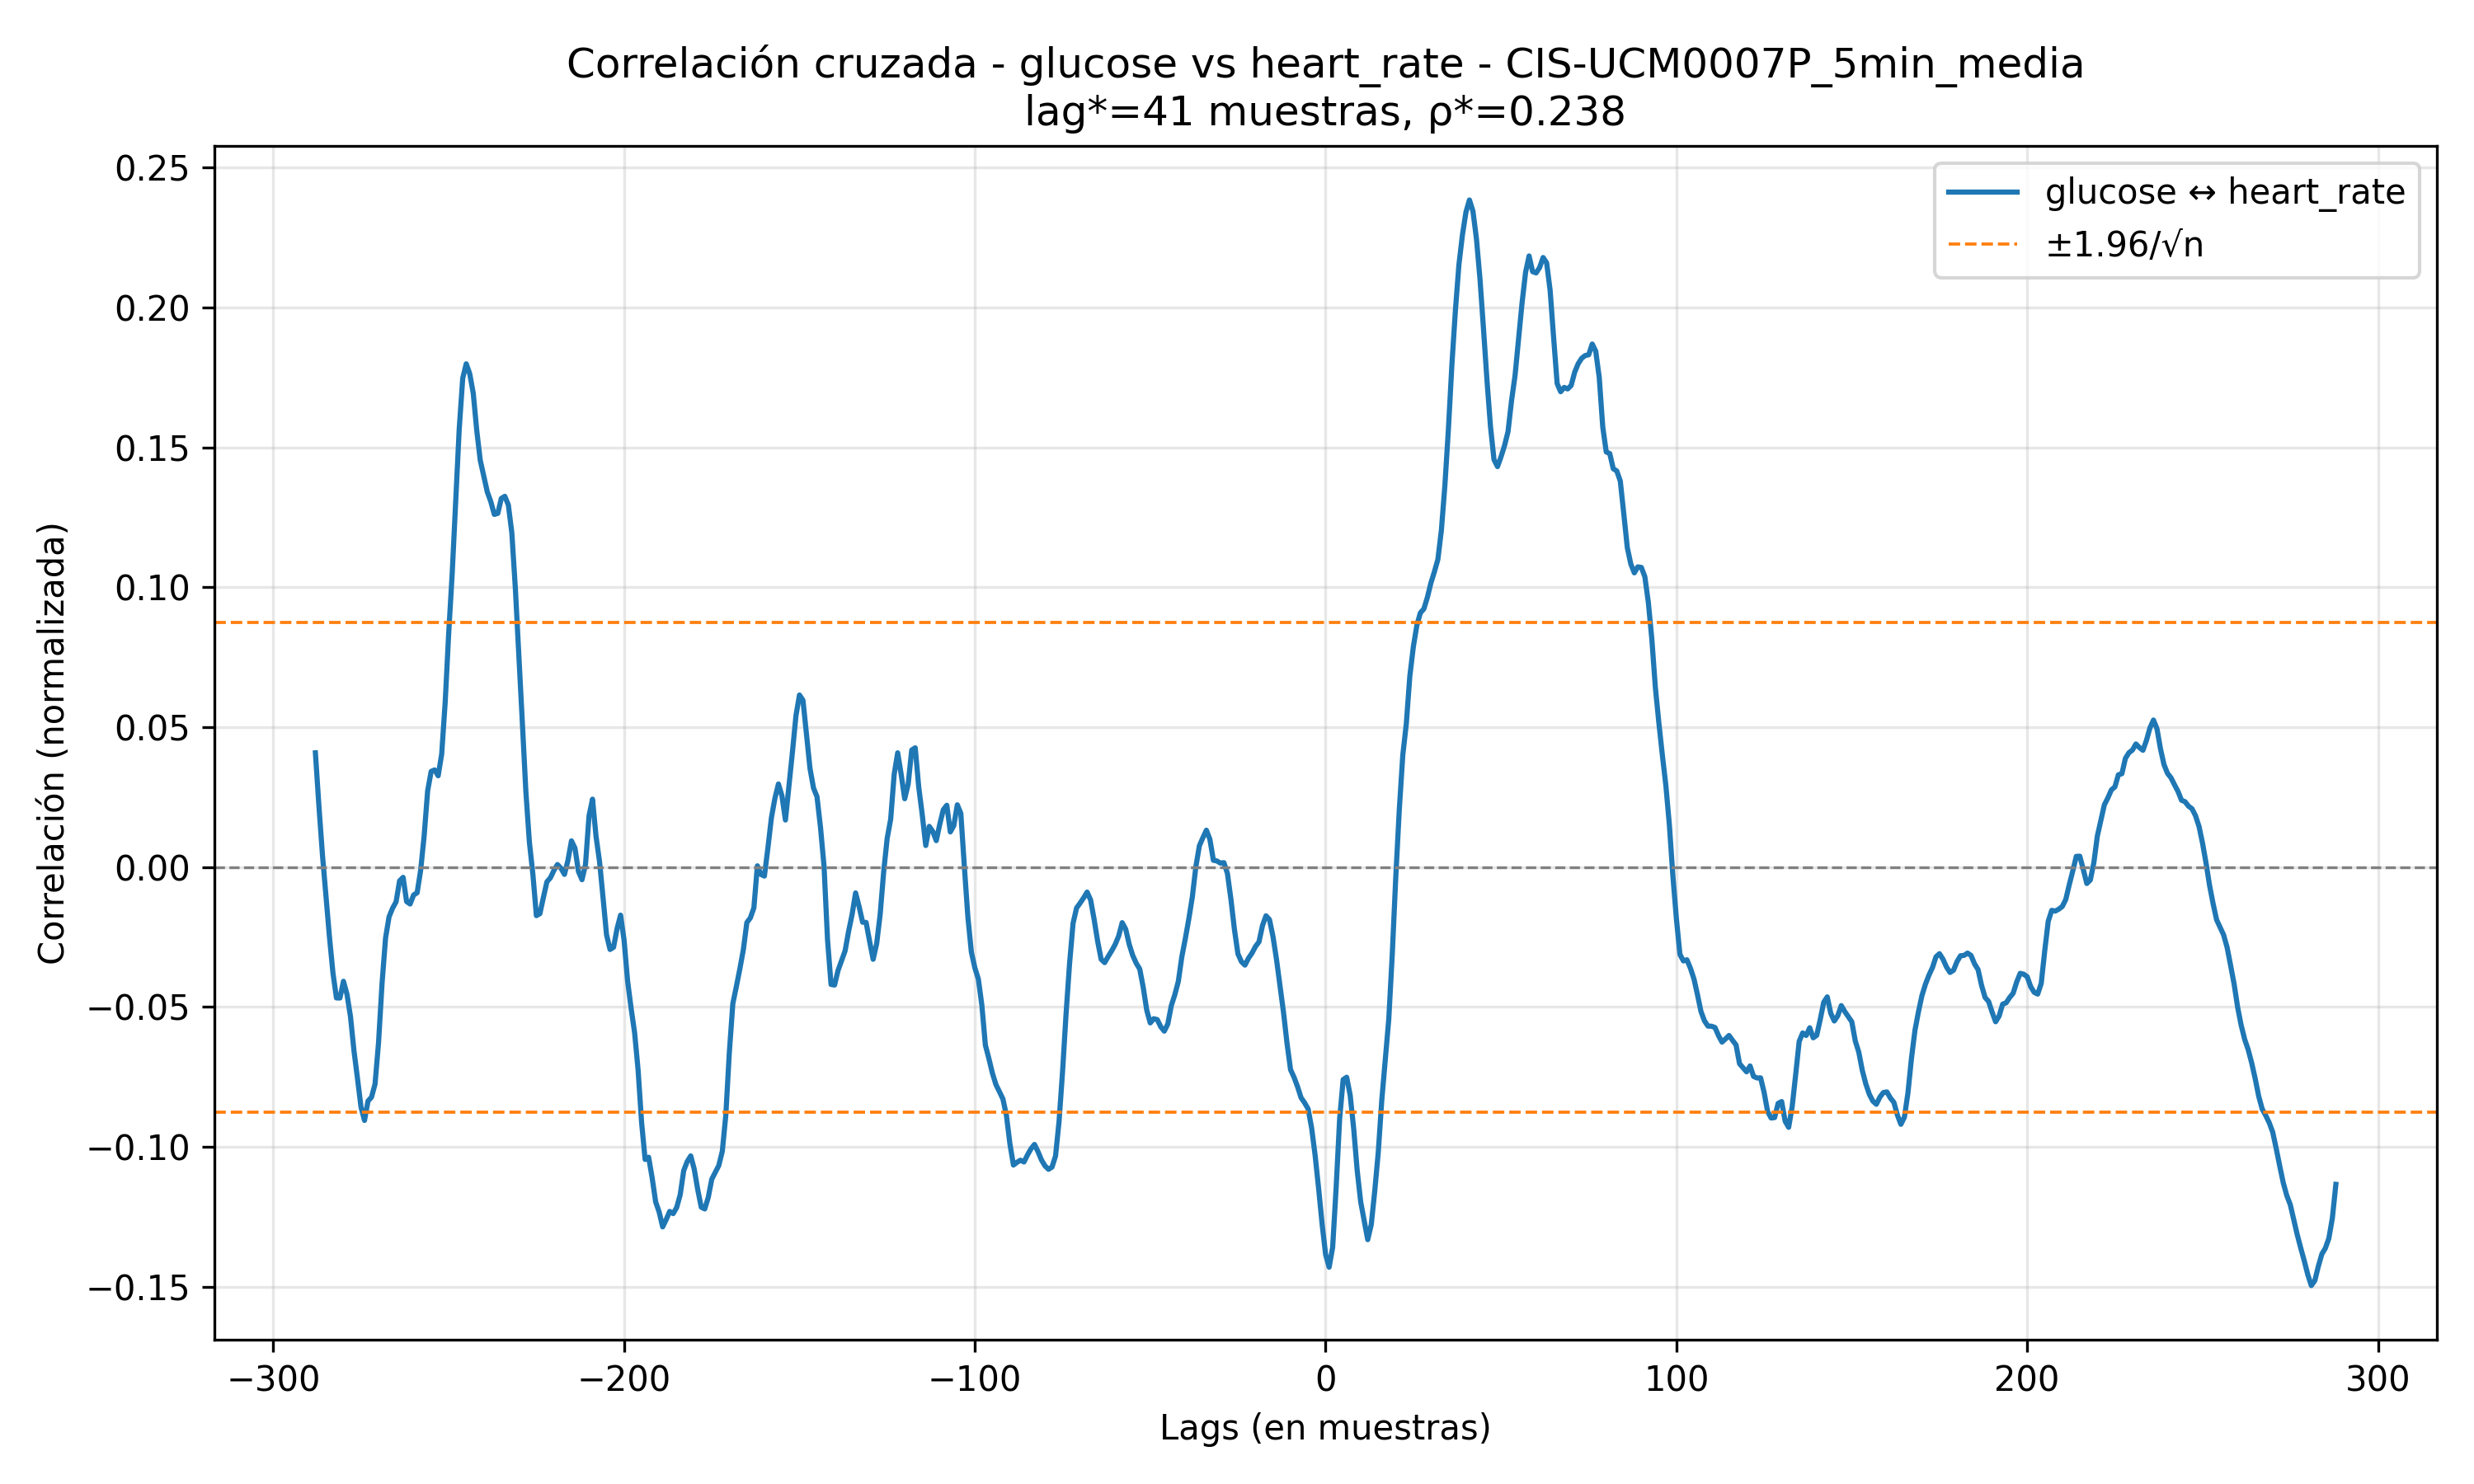 Correlación cruzada - glucose vs heart_rate - CIS-UCM0007P_5min_media
lag*=41 muestras, ρ*=0.238
glucose ↔ heart_rate
±1.96/√n
Correlación (normalizada)
0.25
0.20
0.15
0.10
0.05
0.00
−0.05
−0.10
−0.15
−300
−200
−100
0
100
200
300
Lags (en muestras)